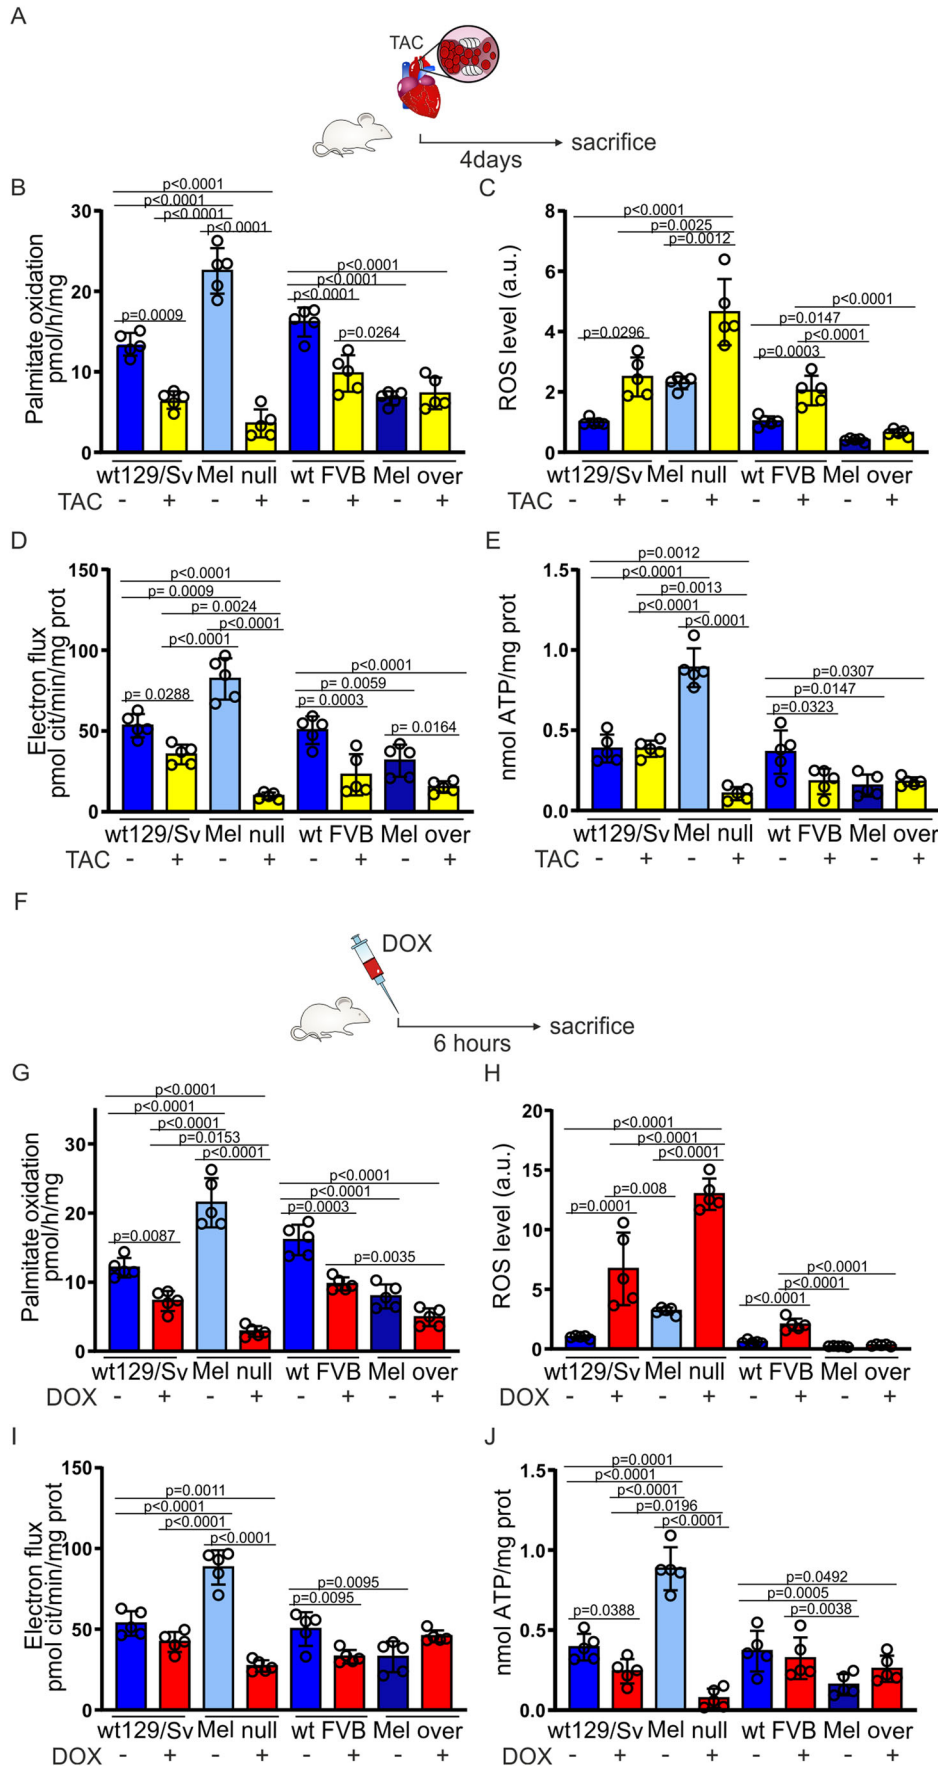 A
TAC
sacrifice
4days
B
p<0.0001
p<0.0001
p<0.0001
p<0.0001
p=0.0009
p<0.0001
p<0.0001
p<0.0001
p=0.0264
Palmitate oxidation
pmol/h/mg
30
20
10
0
wt129/Sv Mel null wt FVB Mel over
TAC - + - + - + - +
C
p<0.0001
p=0.0025
p=0.0012
p=0.0296
p<0.0001
p=0.0147
p<0.0001
p=0.0003
ROS level (a.u.)
8
6
4
2
0
wt129/Sv Mel null wt FVB Mel over
TAC - + - + - + - +
D
p<0.0001
p= 0.0009
p= 0.0024
p<0.0001
p<0.0001
p= 0.0288
p<0.0001
p= 0.0059
p= 0.0003
p= 0.0164
Electron flux
pmol cit/min/mg prot
150
100
50
0
wt129/Sv Mel null wt FVB Mel over
TAC - + - + - + - +
E
p=0.0012
p<0.0001
p=0.0013
p<0.0001
p<0.0001
p=0.0307
p=0.0147
p=0.0323
nmol ATP/mg prot
1.5
1.0
0.5
0.0
wt129/Sv Mel null wt FVB Mel over
TAC - + - + - + - +
F
DOX
sacrifice
6 hours
G
p<0.0001
p<0.0001
p<0.0001
p=0.0153
p<0.0001
p=0.0087
p<0.0001
p<0.0001
p=0.0003
p=0.0035
Palmitate oxidation
pmol/h/mg
30
20
10
0
wt129/Sv Mel null wt FVB Mel over
DOX - + - + - + - +
H
p<0.0001
p<0.0001
p<0.0001
p=0.008
p=0.0001
p<0.0001
p<0.0001
p<0.0001
ROS level (a.u.)
20
15
10
5
0
wt129/Sv Mel null wt FVB Mel over
DOX - + - + - + - +
I
p=0.0011
p<0.0001
p<0.0001
p<0.0001
p=0.0095
p=0.0095
Electron flux
pmol cit/min/mg prot
150
100
50
0
wt129/Sv Mel null wt FVB Mel over
DOX - + - + - + - +
J
p=0.0001
p<0.0001
p<0.0001
p=0.0196
p<0.0001
p=0.0388
p=0.0492
p=0.0005
p=0.0038
nmol ATP/mg prot
1.5
1.0
0.5
0.0
wt129/Sv Mel null wt FVB Mel over
DOX - + - + - + - +